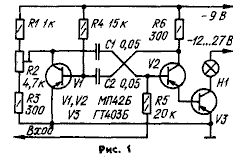 R1 1к
R4 15к
R6 300
-9 В
C1 0,05
-12...27 В
R2 4,7к
C2 0,05
V1
V2
H1
R3 300
V1,V2 МП42Б
V3 ГТ403Б
R5 20к
V3
Вход
Рис. 1